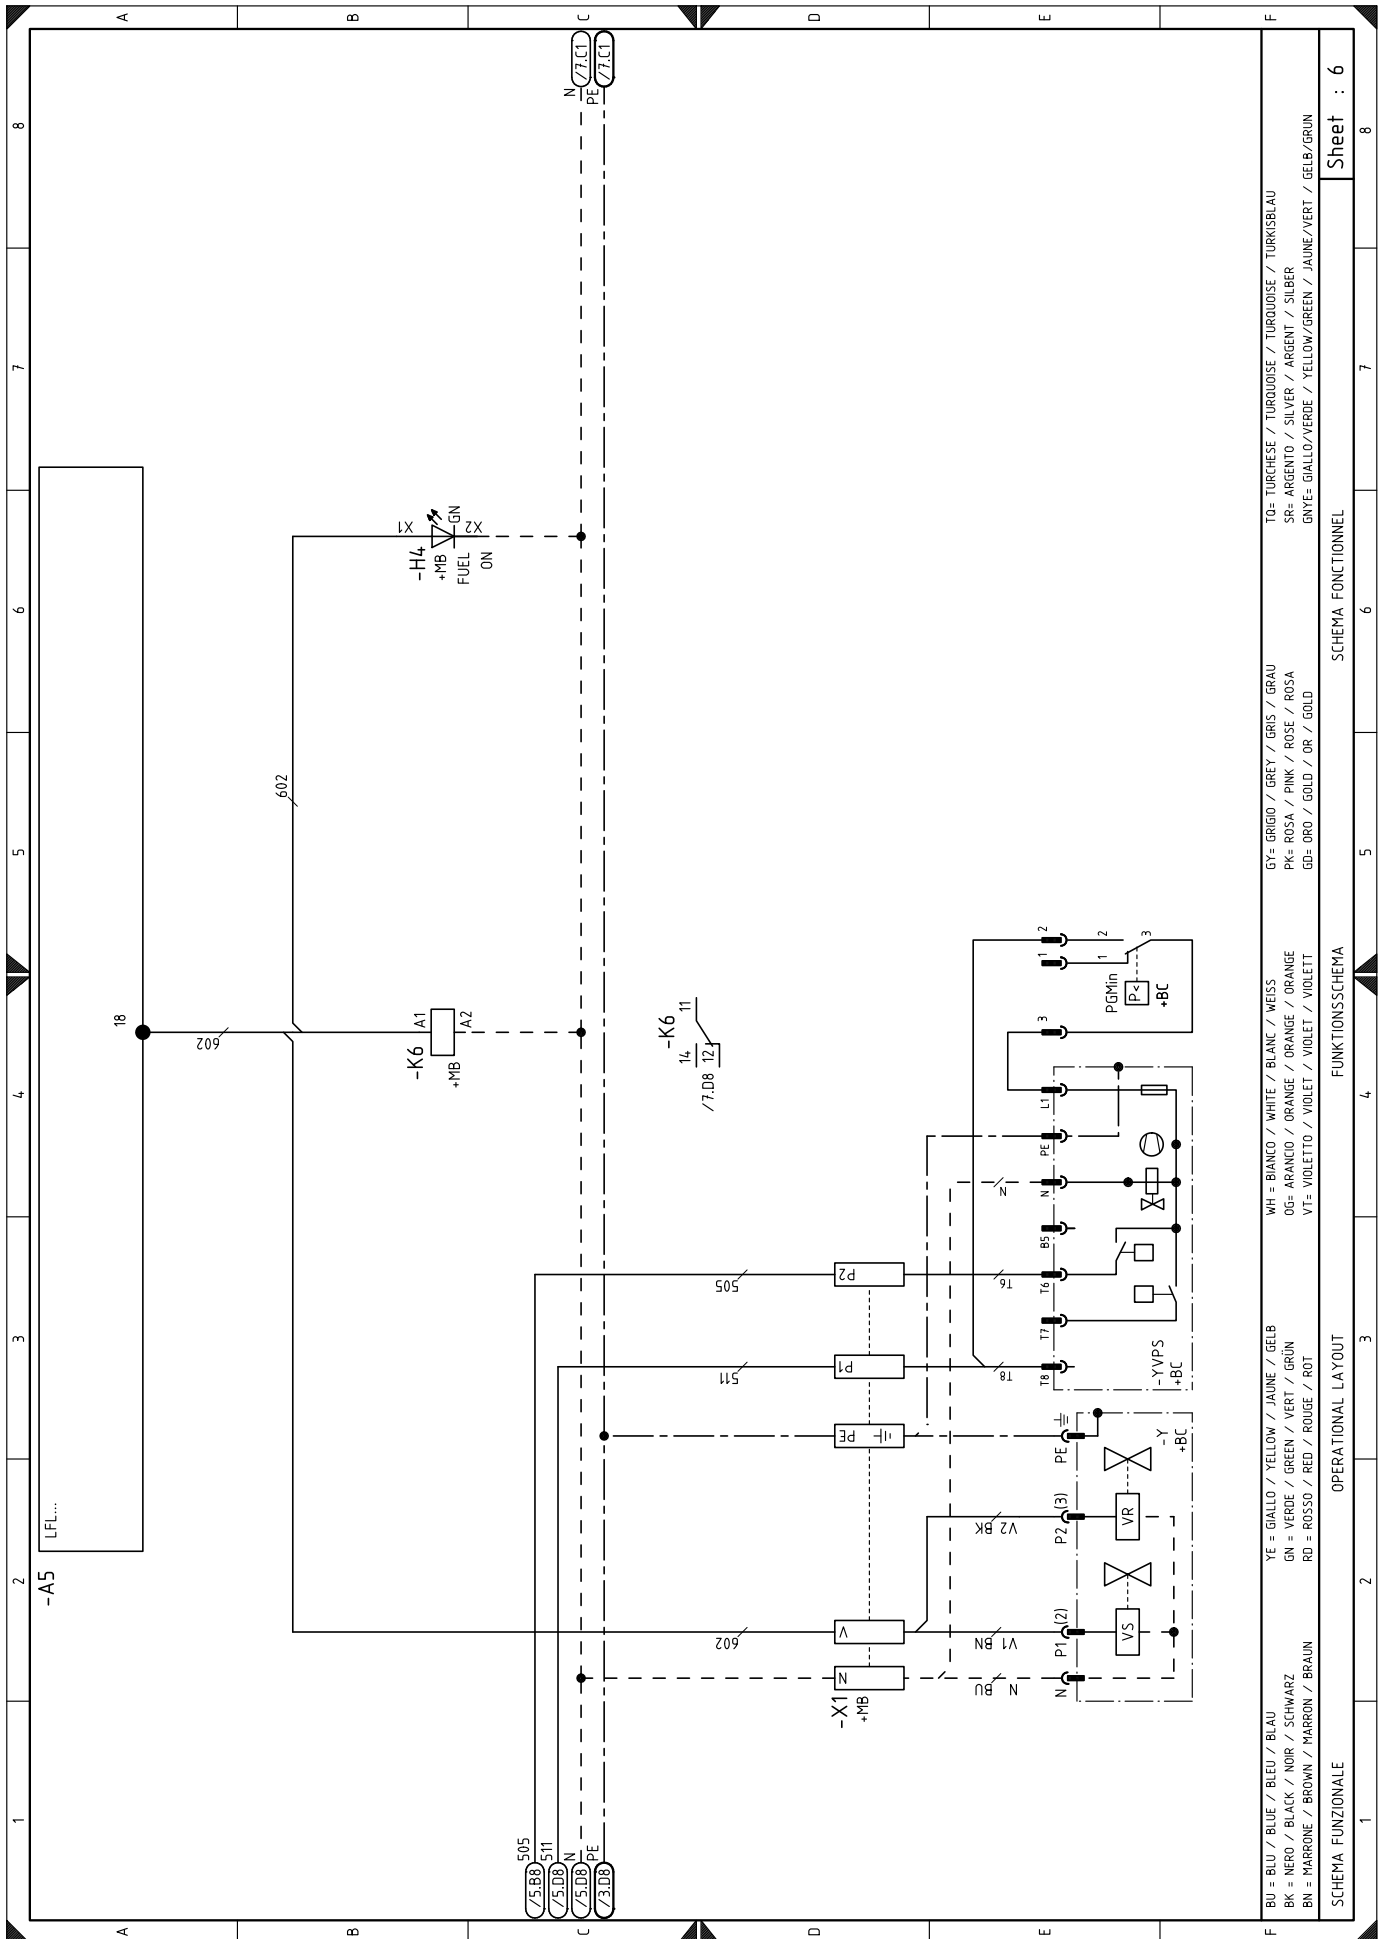 1 2 3 4 5 6 7 8
A
B
C
D
E
F
A
B
C
D
E
F
-A5
LFL...
18
602
602
-K6
+MB
A1
A2
-H4
+MB
FUEL
ON
X1
X2
GN
505
/5.B8
511
/5.D8
N
/5.D8
PE
/3.D8
N
/7.C1
PE
/7.C1
-K6
14
12
11
/7.D8
602
511
505
-X1
+MB
N
V
PE
P1
P2
N BU
V1 BN
V2 BK
T8
T6
N
N
P1 (2)
P2 (3)
PE
T8
T7
T6
B5
N
PE
L1
3
1
2
VS
VR
-Y
+BC
-YVPS
+BC
PGMin
P<
+BC
1
2
3
BU = BLU / BLUE / BLEU / BLAU
BK = NERO / BLACK / NOIR / SCHWARZ
BN = MARRONE / BROWN / MARRON / BRAUN
YE = GIALLO / YELLOW / JAUNE / GELB
GN = VERDE / GREEN / VERT / GRÜN
RD = ROSSO / RED / ROUGE / ROT
WH = BIANCO / WHITE / BLANC / WEISS
OG= ARANCIO / ORANGE / ORANGE / ORANGE
VT= VIOLETTO / VIOLET / VIOLET / VIOLETT
GY= GRIGIO / GREY / GRIS / GRAU
PK= ROSA / PINK / ROSE / ROSA
GD= ORO / GOLD / OR / GOLD
TQ= TURCHESE / TURQUOISE / TURQUOISE / TURKISBLAU
SR= ARGENTO / SILVER / ARGENT / SILBER
GNYE= GIALLO/VERDE / YELLOW/GREEN / JAUNE/VERT / GELB/GRUN
SCHEMA FUNZIONALE
OPERATIONAL LAYOUT
FUNKTIONSSCHEMA
SCHEMA FONCTIONNEL
Sheet : 6
1 2 3 4 5 6 7 8